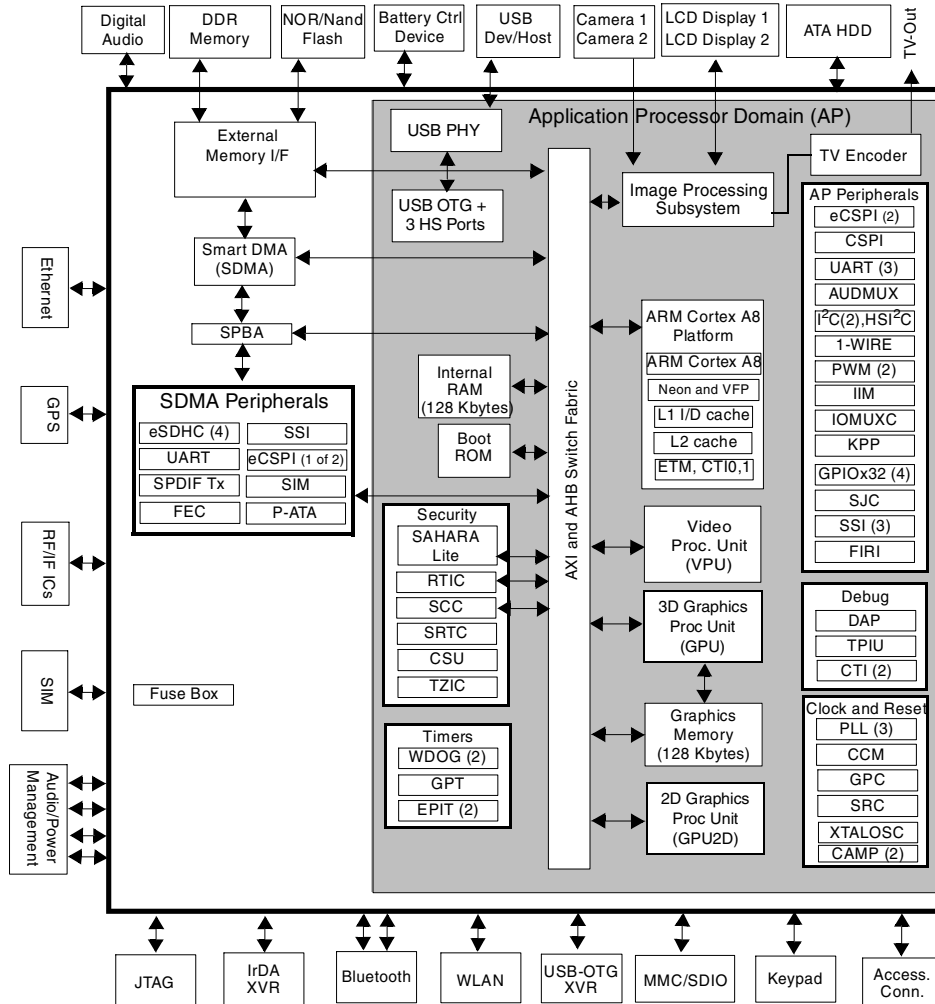 Digital
Audio
DDR
Memory
NOR/Nand
Flash
Battery Ctrl
Device
USB
Dev/Host
Camera 1
Camera 2
LCD Display 1
LCD Display 2
ATA HDD
TV-Out
Application Processor Domain (AP)
External
Memory I/F
USB PHY
TV Encoder
USB OTG +
3 HS Ports
Image Processing
Subsystem
Smart DMA
(SDMA)
SPBA
SDMA Peripherals
eSDHC (4)
SSI
UART
eCSPI (1 of 2)
SPDIF Tx
SIM
FEC
P-ATA
Fuse Box
Internal
RAM
(128 Kbytes)
Boot
ROM
Security
SAHARA
Lite
RTIC
SCC
SRTC
CSU
TZIC
Timers
WDOG (2)
GPT
EPIT (2)
AXI and AHB Switch Fabric
ARM Cortex A8
Platform
ARM Cortex A8
Neon and VFP
L1 I/D cache
L2 cache
ETM, CTI0,1
Video
Proc. Unit
(VPU)
3D Graphics
Proc Unit
(GPU)
Graphics
Memory
(128 Kbytes)
2D Graphics
Proc Unit
(GPU2D)
AP Peripherals
eCSPI (2)
CSPI
UART (3)
AUDMUX
I²C(2),HSI²C
1-WIRE
PWM (2)
IIM
IOMUXC
KPP
GPIOx32 (4)
SJC
SSI (3)
FIRI
Debug
DAP
TPIU
CTI (2)
Clock and Reset
PLL (3)
CCM
GPC
SRC
XTALOSC
CAMP (2)
Ethernet
GPS
RF/IF ICs
SIM
Audio/Power
Management
JTAG
IrDA
XVR
Bluetooth
WLAN
USB-OTG
XVR
MMC/SDIO
Keypad
Access.
Conn.